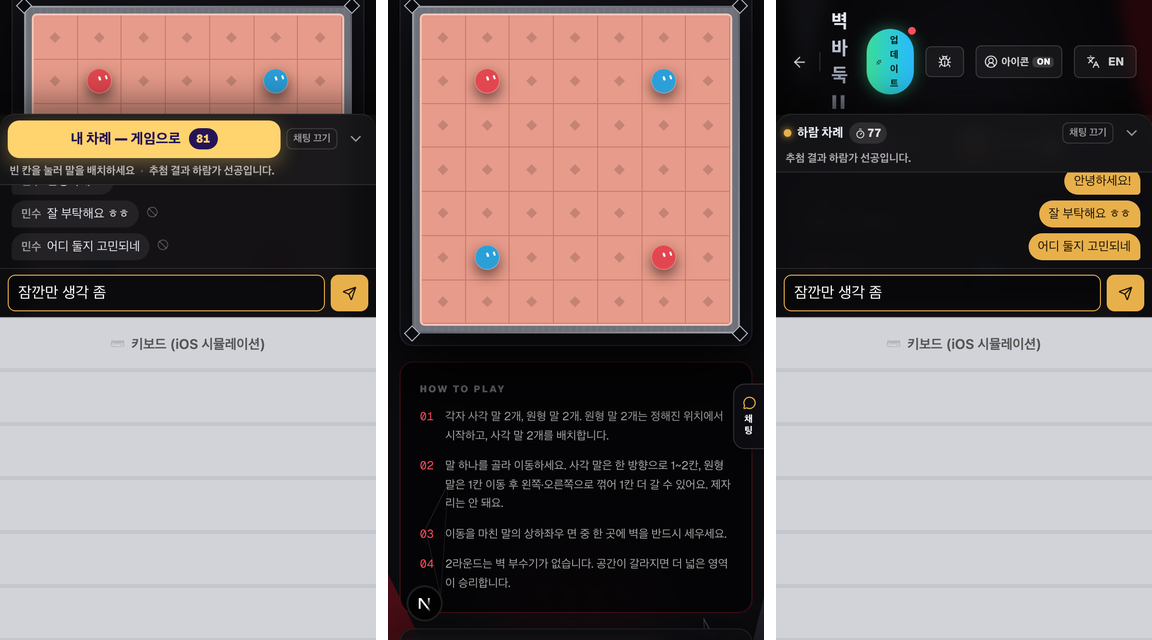 내 차례 — 게임으로 81
채팅 끄기
빈 칸을 눌러 말을 배치하세요 · 추첨 결과 하람가 선공입니다.
민수 잘 부탁해요 ㅎㅎ
민수 어디 둘지 고민되네
잠깐만 생각 좀
키보드 (iOS 시뮬레이션)
HOW TO PLAY
01 각자 사각 말 2개, 원형 말 2개. 원형 말 2개는 정해진 위치에서
시작하고, 사각 말 2개를 배치합니다.
02 말 하나를 골라 이동하세요. 사각 말은 한 방향으로 1~2칸, 원형
말은 1칸 이동 후 왼쪽·오른쪽으로 꺾어 1칸 더 갈 수 있어요. 제자
리는 안 돼요.
03 이동을 마친 말의 상하좌우 면 중 한 곳에 벽을 반드시 세우세요.
04 2라운드는 벽 부수기가 없습니다. 공간이 갈라지면 더 넓은 영역
이 승리합니다.
채
팅
N
벽
바
둑
II
업
데
이
트
아이콘 ON
EN
하람 차례 77
채팅 끄기
추첨 결과 하람가 선공입니다.
안녕하세요!
잘 부탁해요 ㅎㅎ
어디 둘지 고민되네
잠깐만 생각 좀
키보드 (iOS 시뮬레이션)